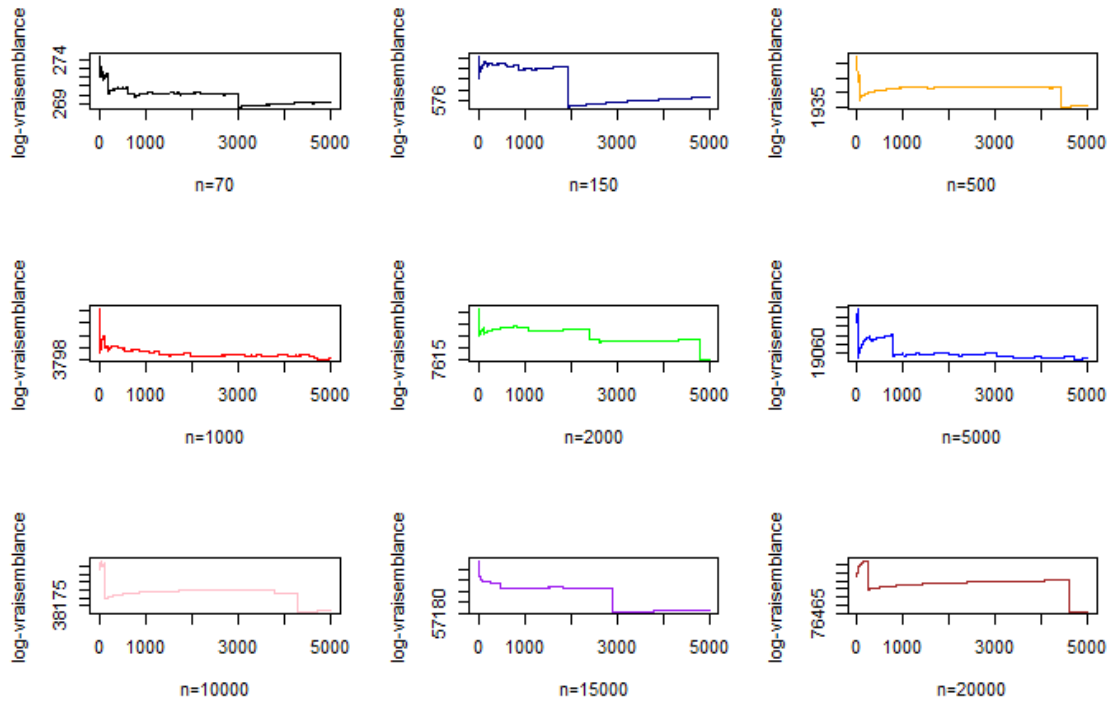 log-vraisemblance
269 274
0 1000 3000 5000
n=70
log-vraisemblance
576
0 1000 3000 5000
n=150
log-vraisemblance
1935
0 1000 3000 5000
n=500
log-vraisemblance
3798
0 1000 3000 5000
n=1000
log-vraisemblance
7615
0 1000 3000 5000
n=2000
log-vraisemblance
19060
0 1000 3000 5000
n=5000
log-vraisemblance
38175
0 1000 3000 5000
n=10000
log-vraisemblance
57180
0 1000 3000 5000
n=15000
log-vraisemblance
76465
0 1000 3000 5000
n=20000